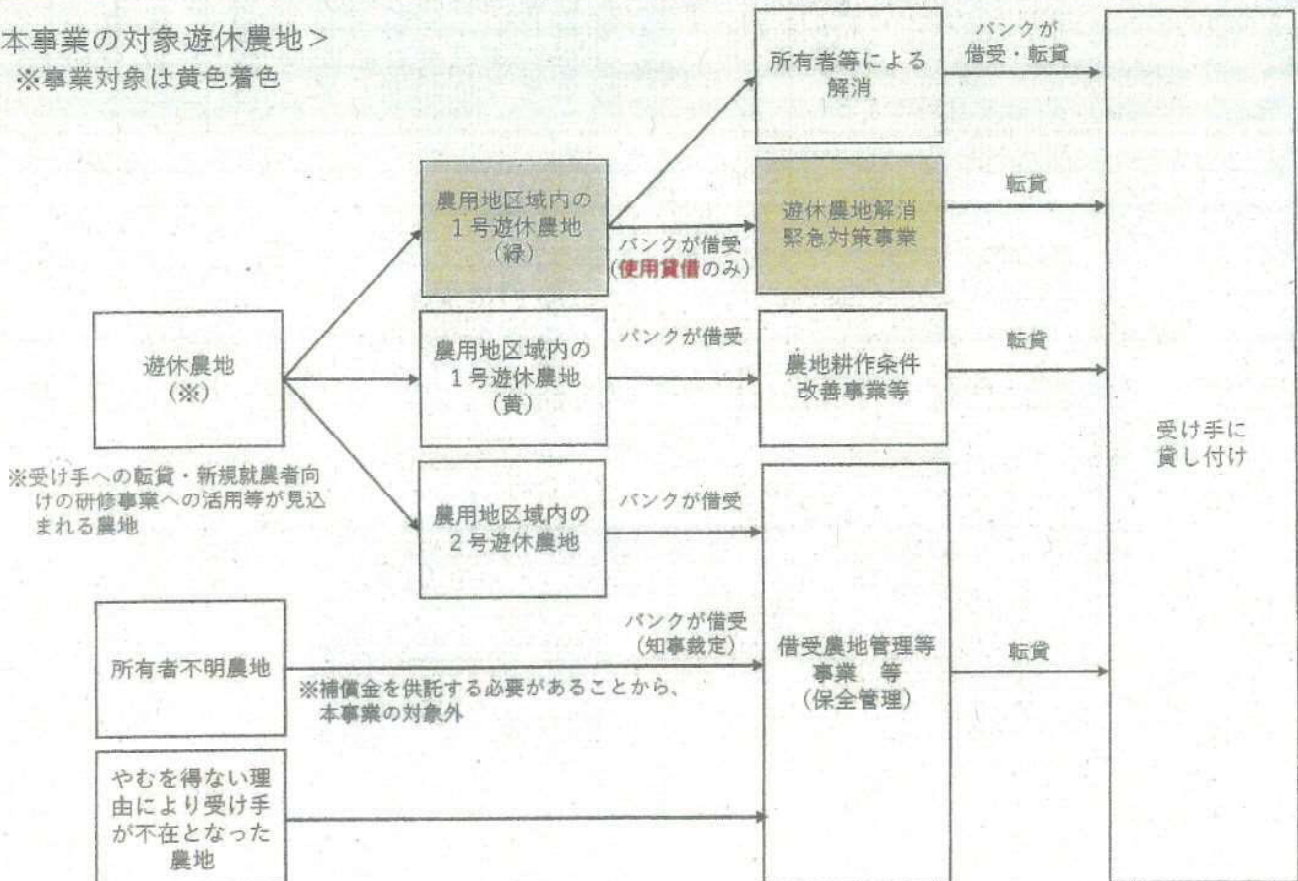 本事業の対象遊休農地＞
※事業対象は黄色着色
所有者等による
解消
バンクが
借受・転貸
農用地区域内の
１号遊休農地
(緑)
バンクが借受
(使用貸借のみ)
遊休農地解消
緊急対策事業
転貸
遊休農地
(※)
※受け手への転貸・新規就農者向
けの研修事業への活用等が見込
まれる農地
農用地区域内の
１号遊休農地
(黄)
バンクが借受
農地耕作条件
改善事業等
転貸
農用地区域内の
２号遊休農地
バンクが借受
所有者不明農地
バンクが借受
(知事裁定)
※補償金を供託する必要があることから、
本事業の対象外
やむを得ない理
由により受け手
が不在となった
農地
借受農地管理等
事業　等
(保全管理)
転貸
受け手に
貸し付け